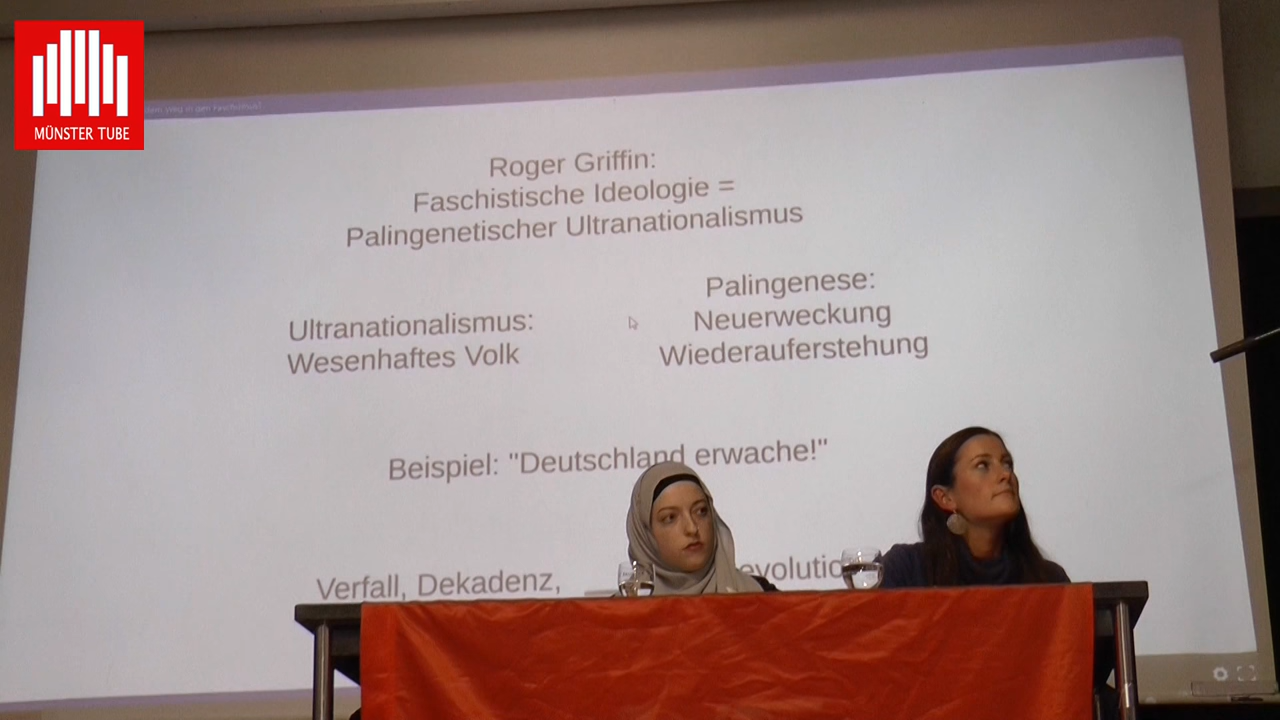 MÜNSTER TUBE
Roger Griffin:
Faschistische Ideologie =
Palingenetischer Ultranationalismus
Ultranationalismus:
Wesenhaftes Volk
Palingenese:
Neuerweckung
Wiederauferstehung
Beispiel: "Deutschland erwache!"
Verfall, Dekadenz,